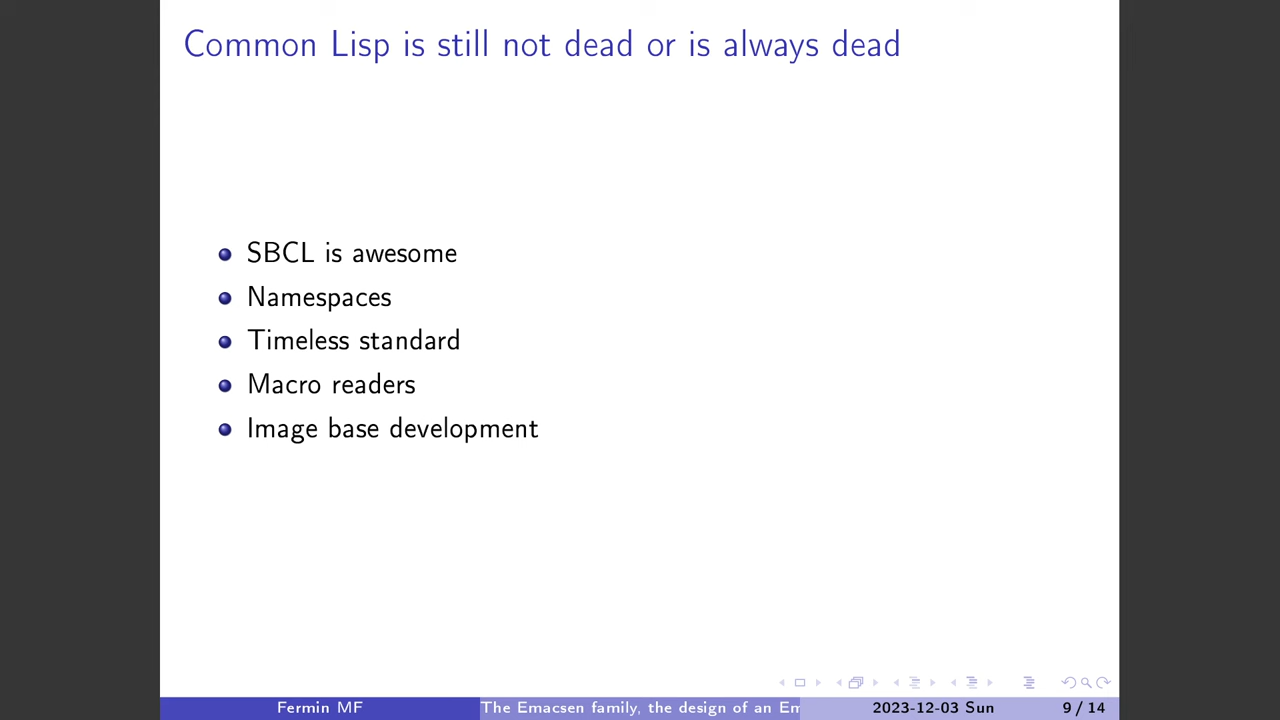 Common Lisp is still not dead or is always dead
SBCL is awesome
Namespaces
Timeless standard
Macro readers
Image base development
Fermin MF
The Emacsen family, the design of an Em
2023-12-03 Sun
9 / 14